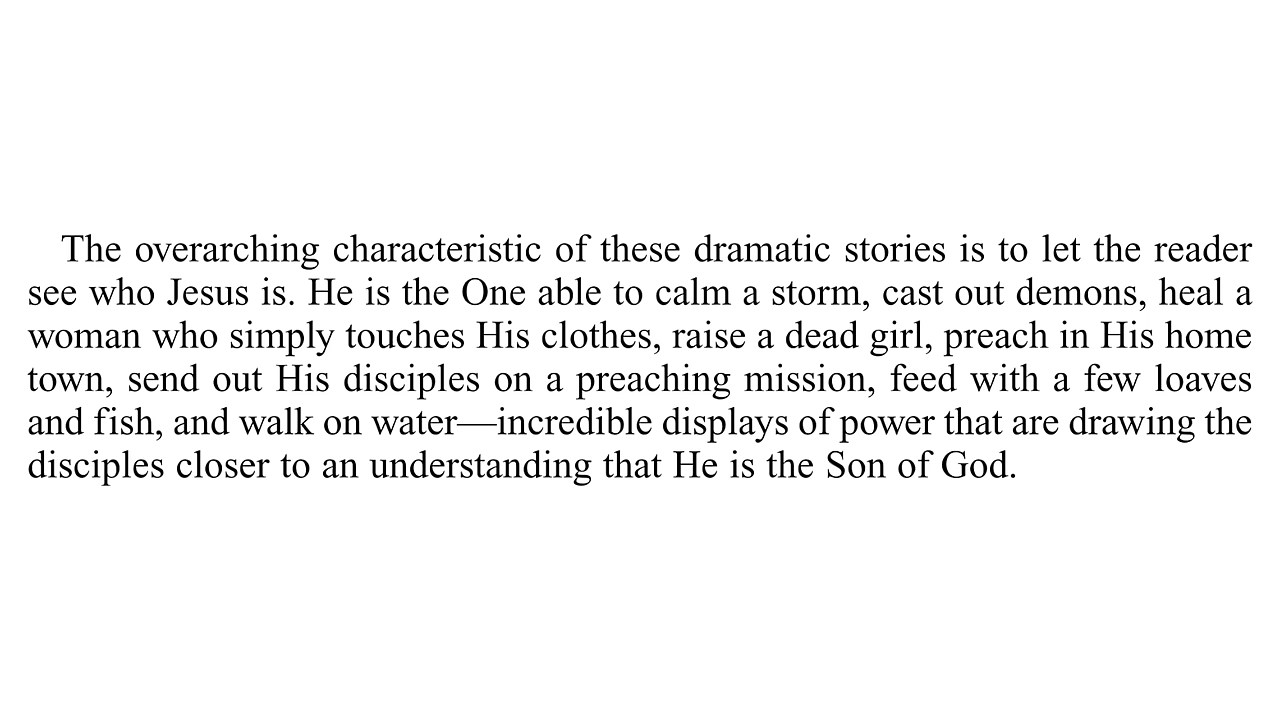 The overarching characteristic of these dramatic stories is to let the reader
see who Jesus is. He is the One able to calm a storm, cast out demons, heal a
woman who simply touches His clothes, raise a dead girl, preach in His home
town, send out His disciples on a preaching mission, feed with a few loaves
and fish, and walk on water—incredible displays of power that are drawing the
disciples closer to an understanding that He is the Son of God.